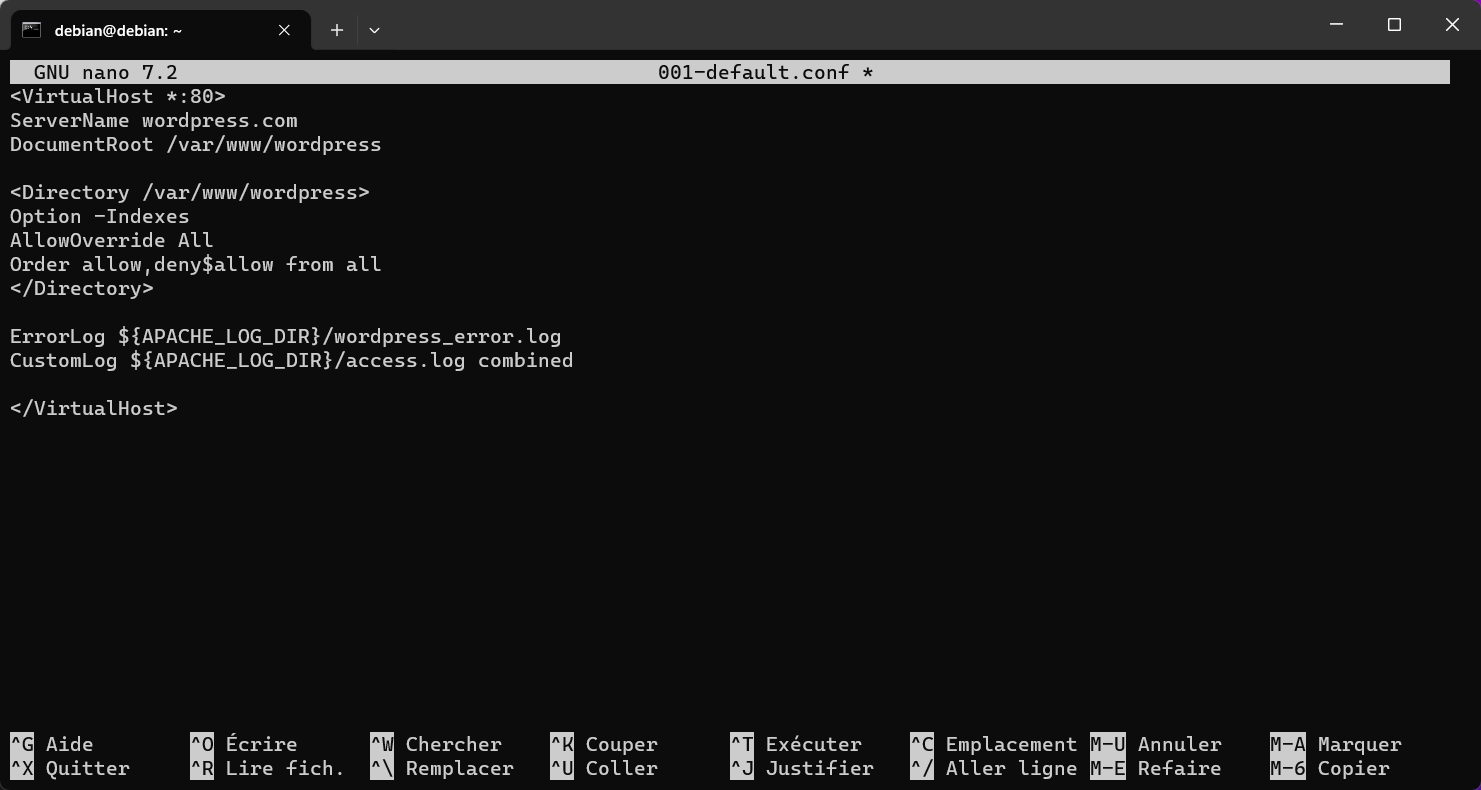 debian@debian: ~
GNU nano 7.2 001-default.conf *
<VirtualHost *:80>
ServerName wordpress.com
DocumentRoot /var/www/wordpress
<Directory /var/www/wordpress>
Option -Indexes
AllowOverride All
Order allow,deny$allow from all
</Directory>
ErrorLog ${APACHE_LOG_DIR}/wordpress_error.log
CustomLog ${APACHE_LOG_DIR}/access.log combined
</VirtualHost>
^G Aide ^O Écrire ^W Chercher ^K Couper ^T Exécuter ^C Emplacement M-U Annuler M-A Marquer
^X Quitter ^R Lire fich. ^\ Remplacer ^U Coller ^J Justifier ^/ Aller ligne M-E Refaire M-6 Copier